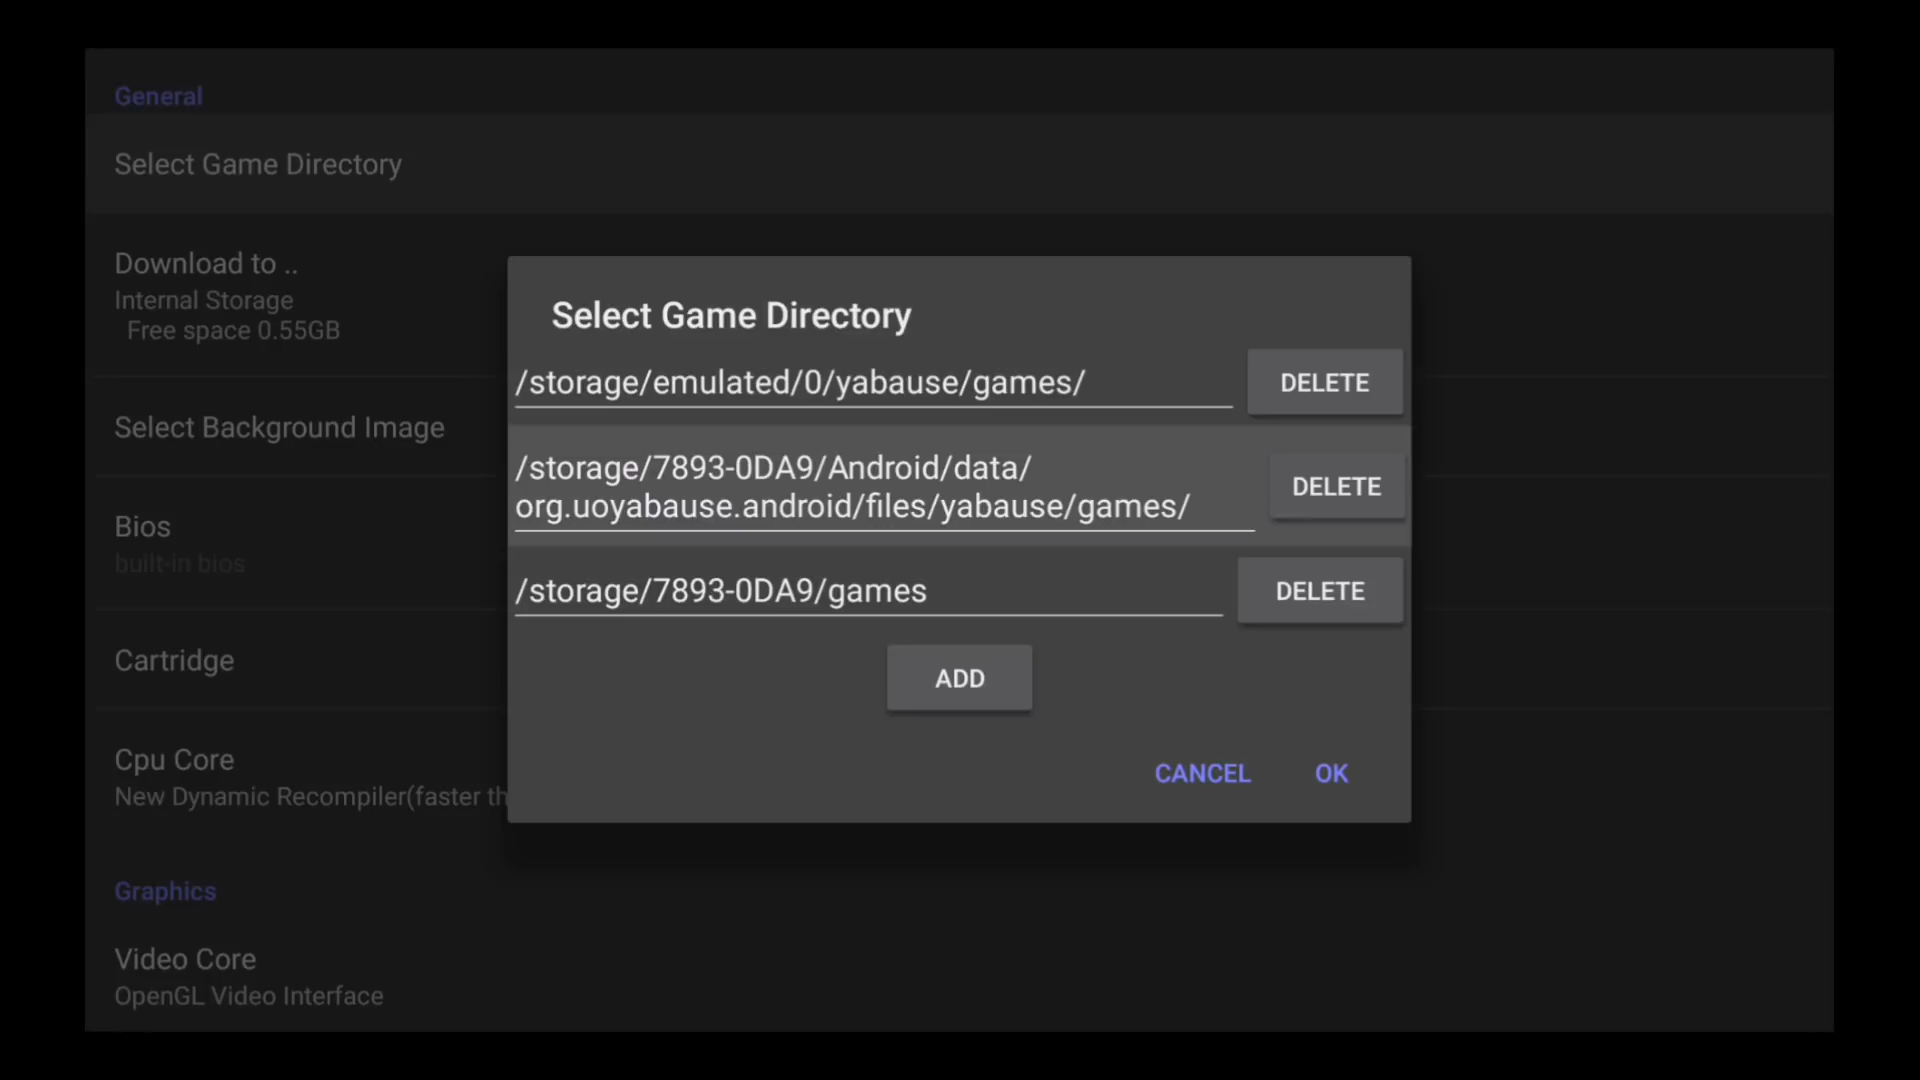 General
Select Game Directory
Download to ..
Internal Storage
Free space 0.55GB
Select Background Image
Bios
built-in bios
Cartridge
Cpu Core
New Dynamic Recompiler(faster th
Graphics
Video Core
OpenGL Video Interface
Select Game Directory
/storage/emulated/0/yabause/games/
DELETE
/storage/7893-0DA9/Android/data/
org.uoyabause.android/files/yabause/games/
DELETE
/storage/7893-0DA9/games
DELETE
ADD
CANCEL
OK